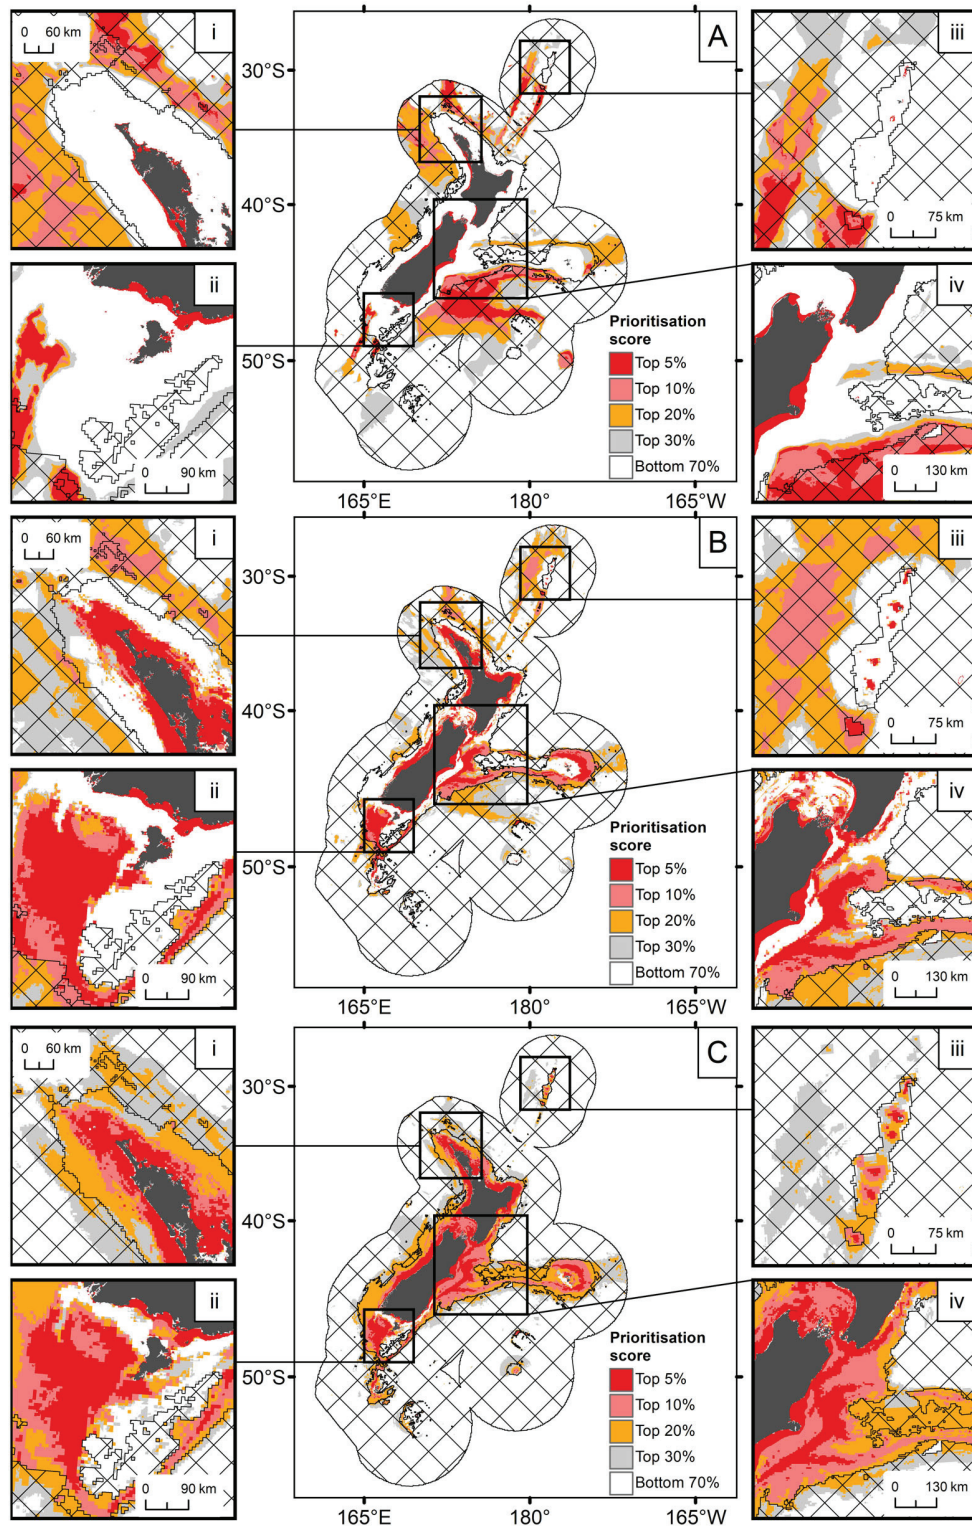 0 60 km
i
A
iii
30°S
40°S
50°S
0 75 km
ii
iv
Prioritisation
score
Top 5%
Top 10%
Top 20%
Top 30%
Bottom 70%
0 90 km
0 130 km
165°E 180° 165°W
0 60 km
i
B
iii
30°S
40°S
50°S
0 75 km
ii
iv
Prioritisation
score
Top 5%
Top 10%
Top 20%
Top 30%
Bottom 70%
0 90 km
0 130 km
165°E 180° 165°W
0 60 km
i
C
iii
30°S
40°S
50°S
0 75 km
ii
iv
Prioritisation
score
Top 5%
Top 10%
Top 20%
Top 30%
Bottom 70%
0 90 km
0 130 km
165°E 180° 165°W